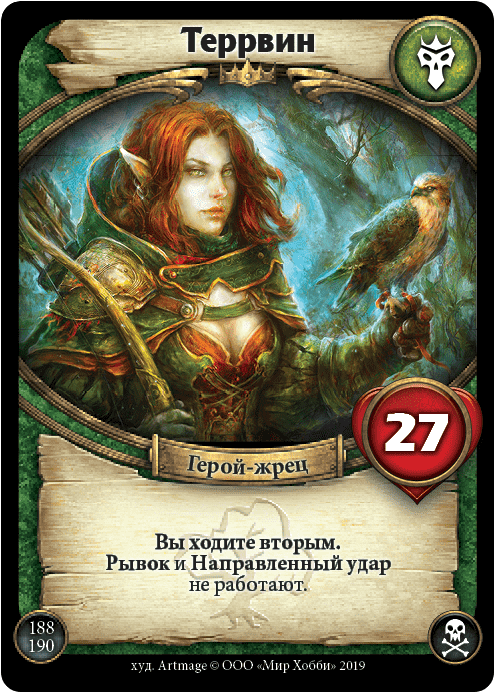 Террвин
27
Герой-жрец
Вы ходите вторым.
Рывок и Направленный удар
не работают.
188
190
худ. Artmage © ООО «Мир Хобби» 2019